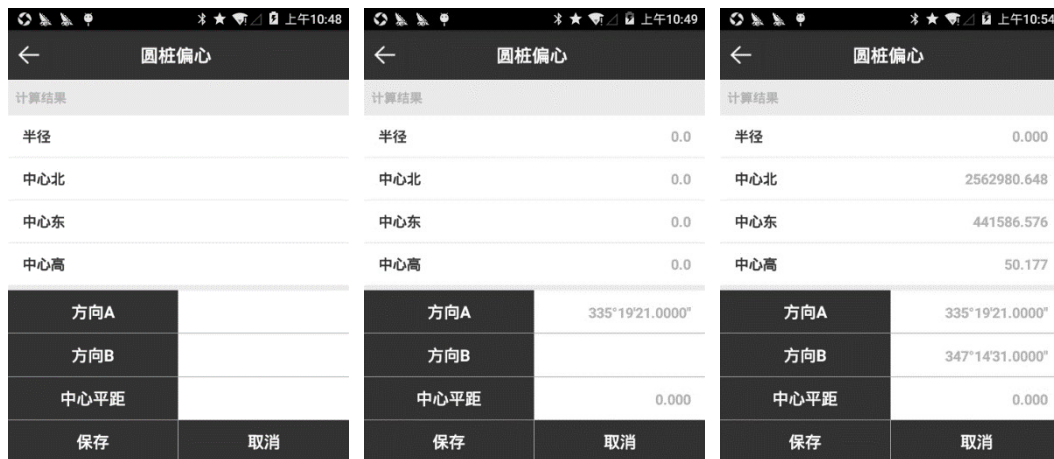 上午10:48
圆桩偏心
计算结果
半径
中心北
中心东
中心高
方向A
方向B
中心平距
保存 取消
上午10:49
圆桩偏心
计算结果
半径 0.0
中心北 0.0
中心东 0.0
中心高 0.0
方向A 335°19'21.0000"
方向B
中心平距 0.000
保存 取消
上午10:54
圆桩偏心
计算结果
半径 0.000
中心北 2562980.648
中心东 441586.576
中心高 50.177
方向A 335°19'21.0000"
方向B 347°14'31.0000"
中心平距 0.000
保存 取消